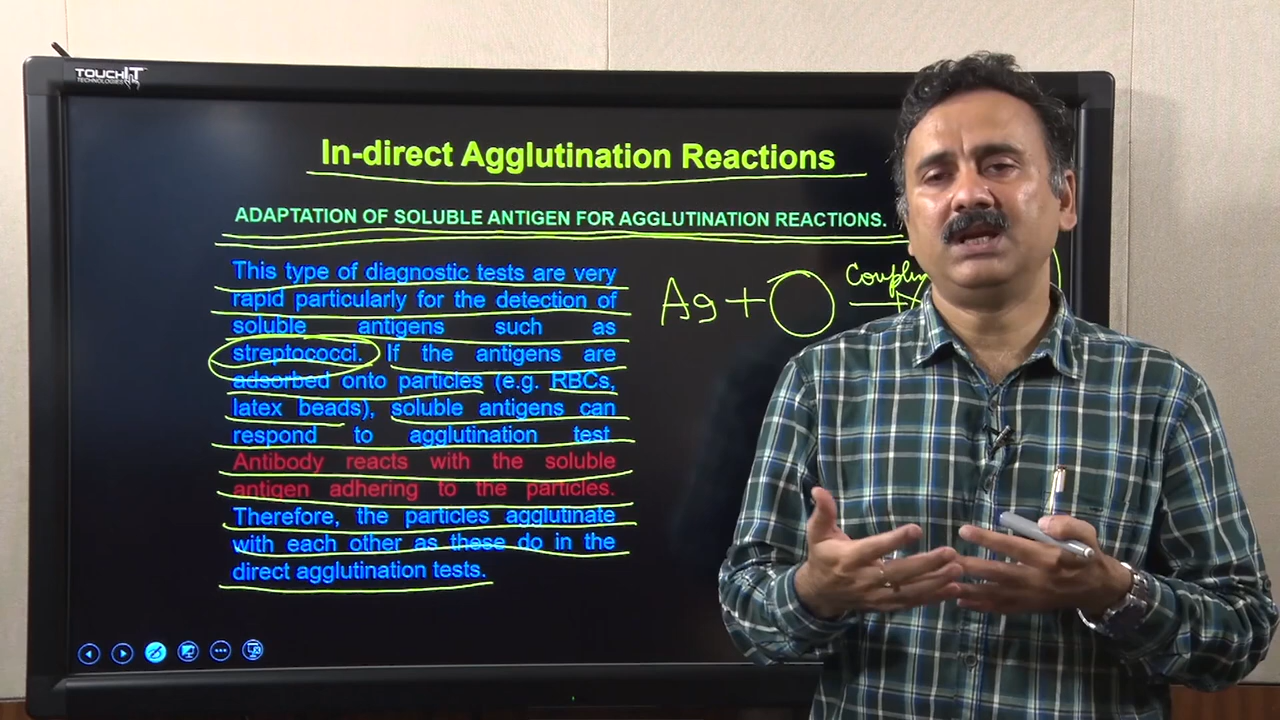 TOUCHIT
TECHNOLOGIES
In-direct Agglutination Reactions
ADAPTATION OF SOLUBLE ANTIGEN FOR AGGLUTINATION REACTIONS.
This type of diagnostic tests are very
rapid particularly for the detection of
soluble antigens such as
streptococci. If the antigens are
adsorbed onto particles (e.g. RBCs,
latex beads), soluble antigens can
respond to agglutination test.
Antibody reacts with the soluble
antigen adhering to the particles.
Therefore, the particles agglutinate
with each other as these do in the
direct agglutination tests.
Ag +